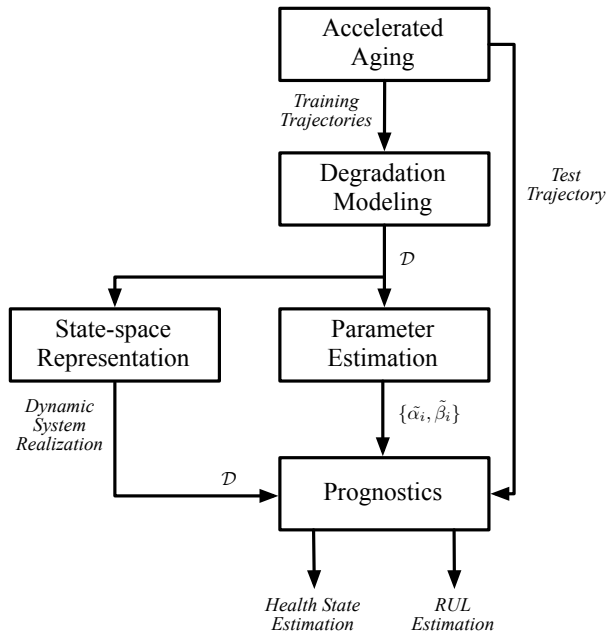 Accelerated
Aging
Training
Trajectories
Test
Trajectory
Degradation
Modeling
𝒟
State-space
Representation
Parameter
Estimation
Dynamic
System
Realization
{α̃ᵢ, β̃ᵢ}
𝒟
Prognostics
Health State
Estimation
RUL
Estimation